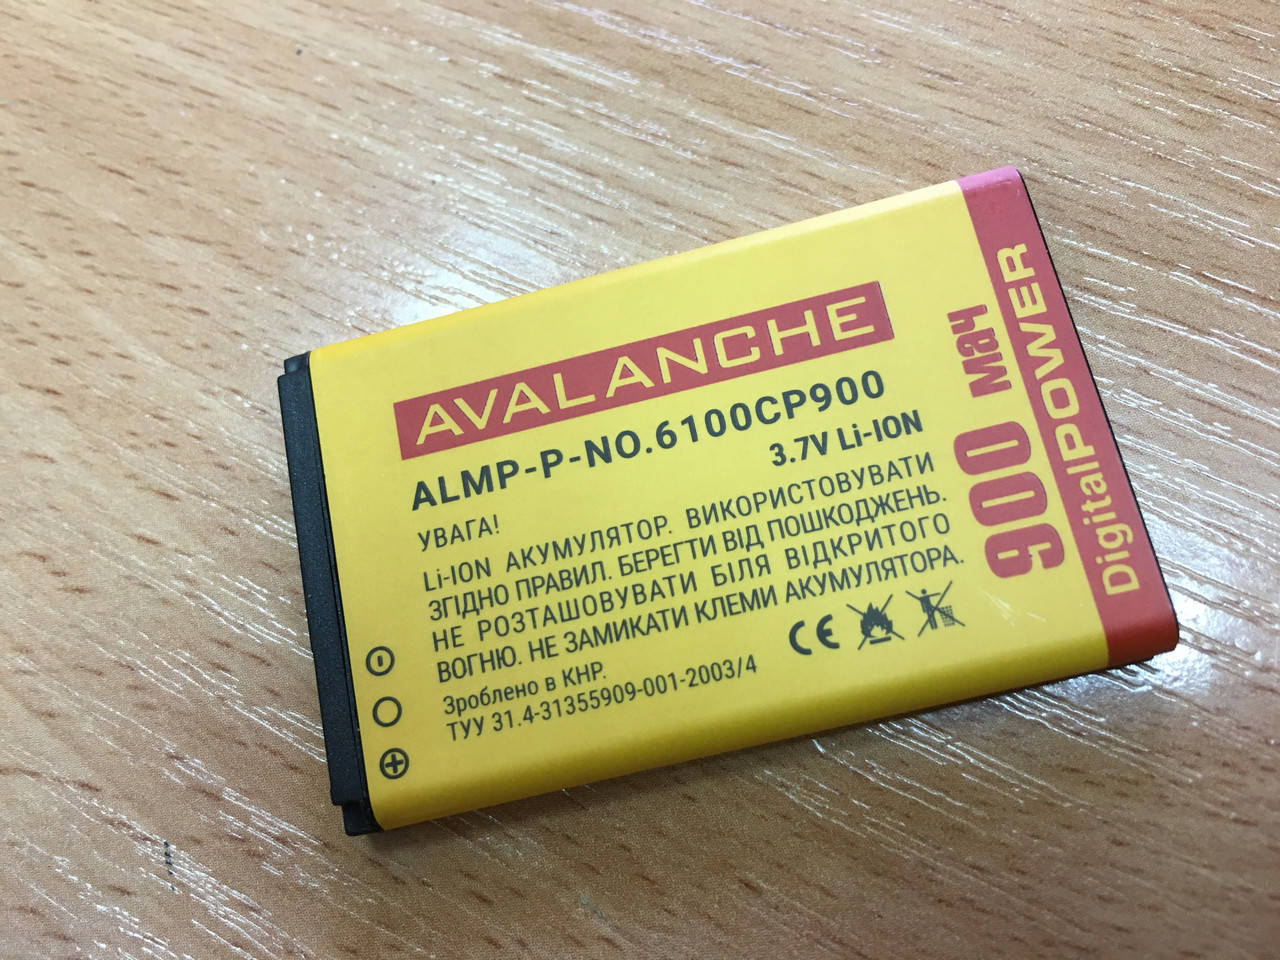 AVALANCHE
ALMP-P-NO.6100CP900
3.7V Li-ION
УВАГА!
Li-ION АКУМУЛЯТОР. ВИКОРИСТОВУВАТИ
ЗГІДНО ПРАВИЛ. БЕРЕГТИ ВІД ПОШКОДЖЕНЬ.
НЕ РОЗТАШОВУВАТИ БІЛЯ ВІДКРИТОГО
ВОГНЮ. НЕ ЗАМИКАТИ КЛЕМИ АКУМУЛЯТОРА.
Зроблено в КНР.
ТУУ 31.4-31355909-001-2003/4
CE
900 мАч
DigitalPOWER